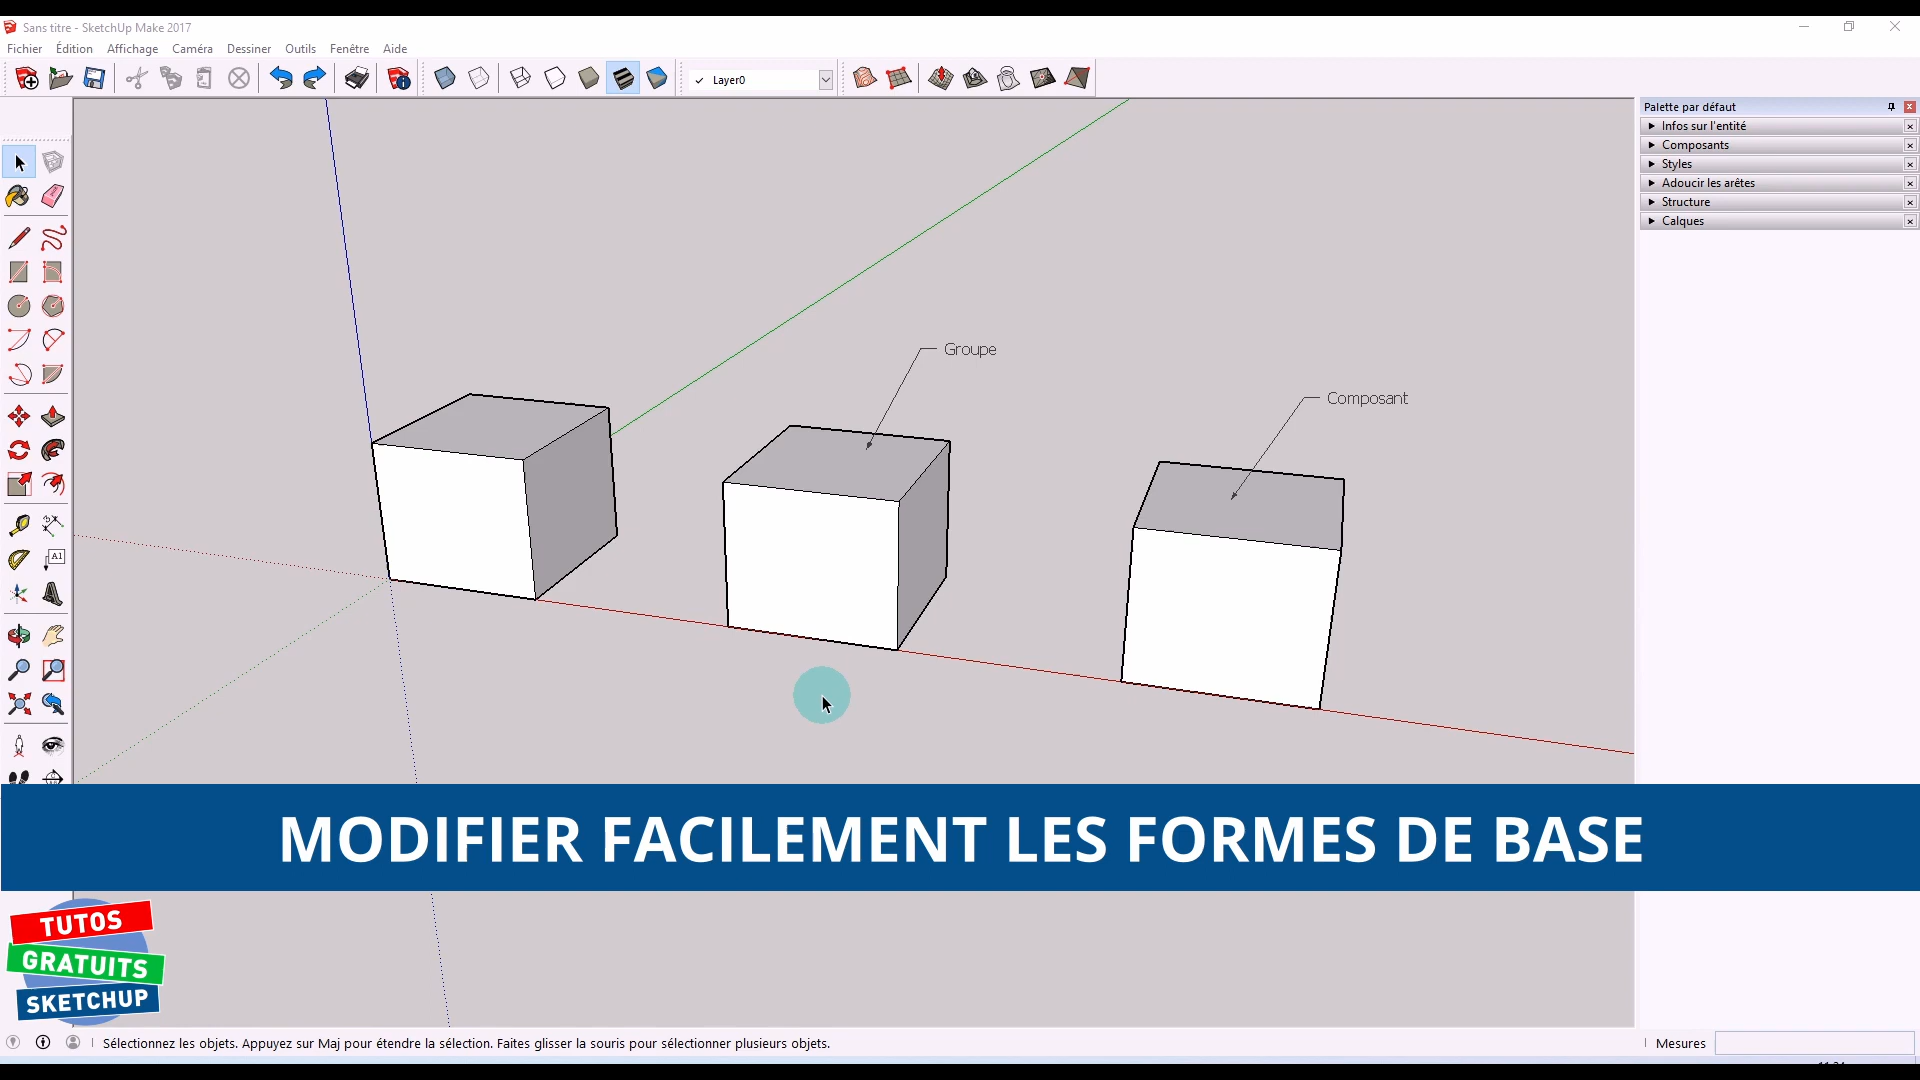 Sans titre - SketchUp Make 2017
Fichier Édition Affichage Caméra Dessiner Outils Fenêtre Aide
Layer0
Palette par défaut
Infos sur l'entité
Composants
Styles
Adoucir les arêtes
Structure
Calques
Groupe
Composant
A1
MODIFIER FACILEMENT LES FORMES DE BASE
TUTOS
GRATUITS
SKETCHUP
Sélectionnez les objets. Appuyez sur Maj pour étendre la sélection. Faites glisser la souris pour sélectionner plusieurs objets.
Mesures